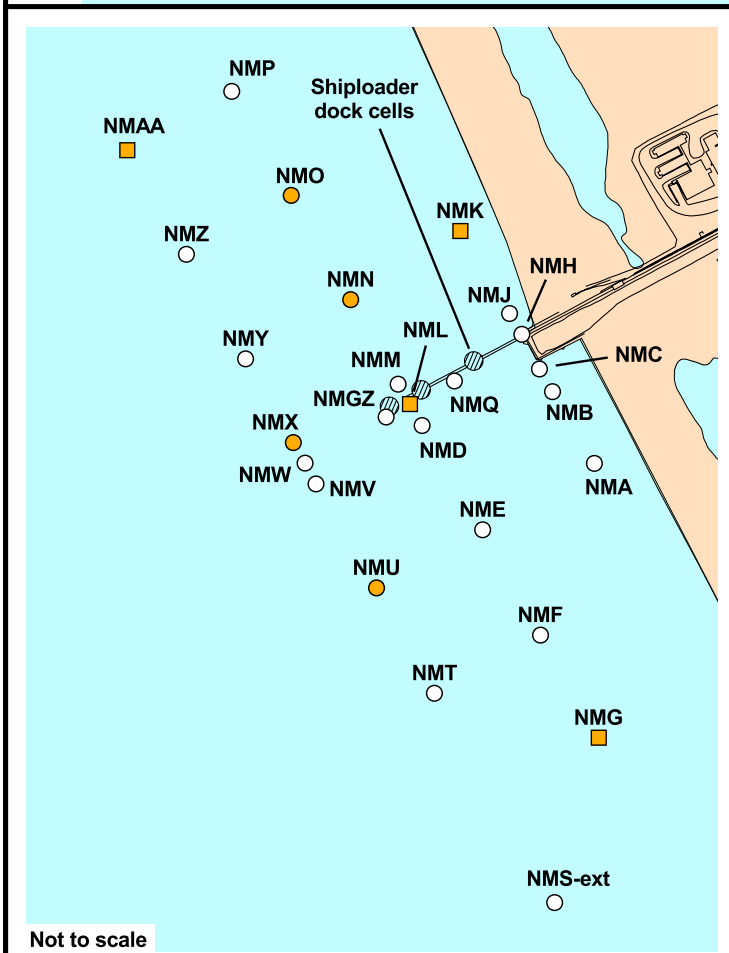 NMP
Shiploader
dock cells
NMAA
NMO
NMK
NMZ
NMH
NMN
NMJ
NML
NMY
NMM
NMC
NMGZ
NMQ
NMB
NMX
NMD
NMW
NMV
NMA
NME
NMU
NMF
NMT
NMG
NMS-ext
Not to scale